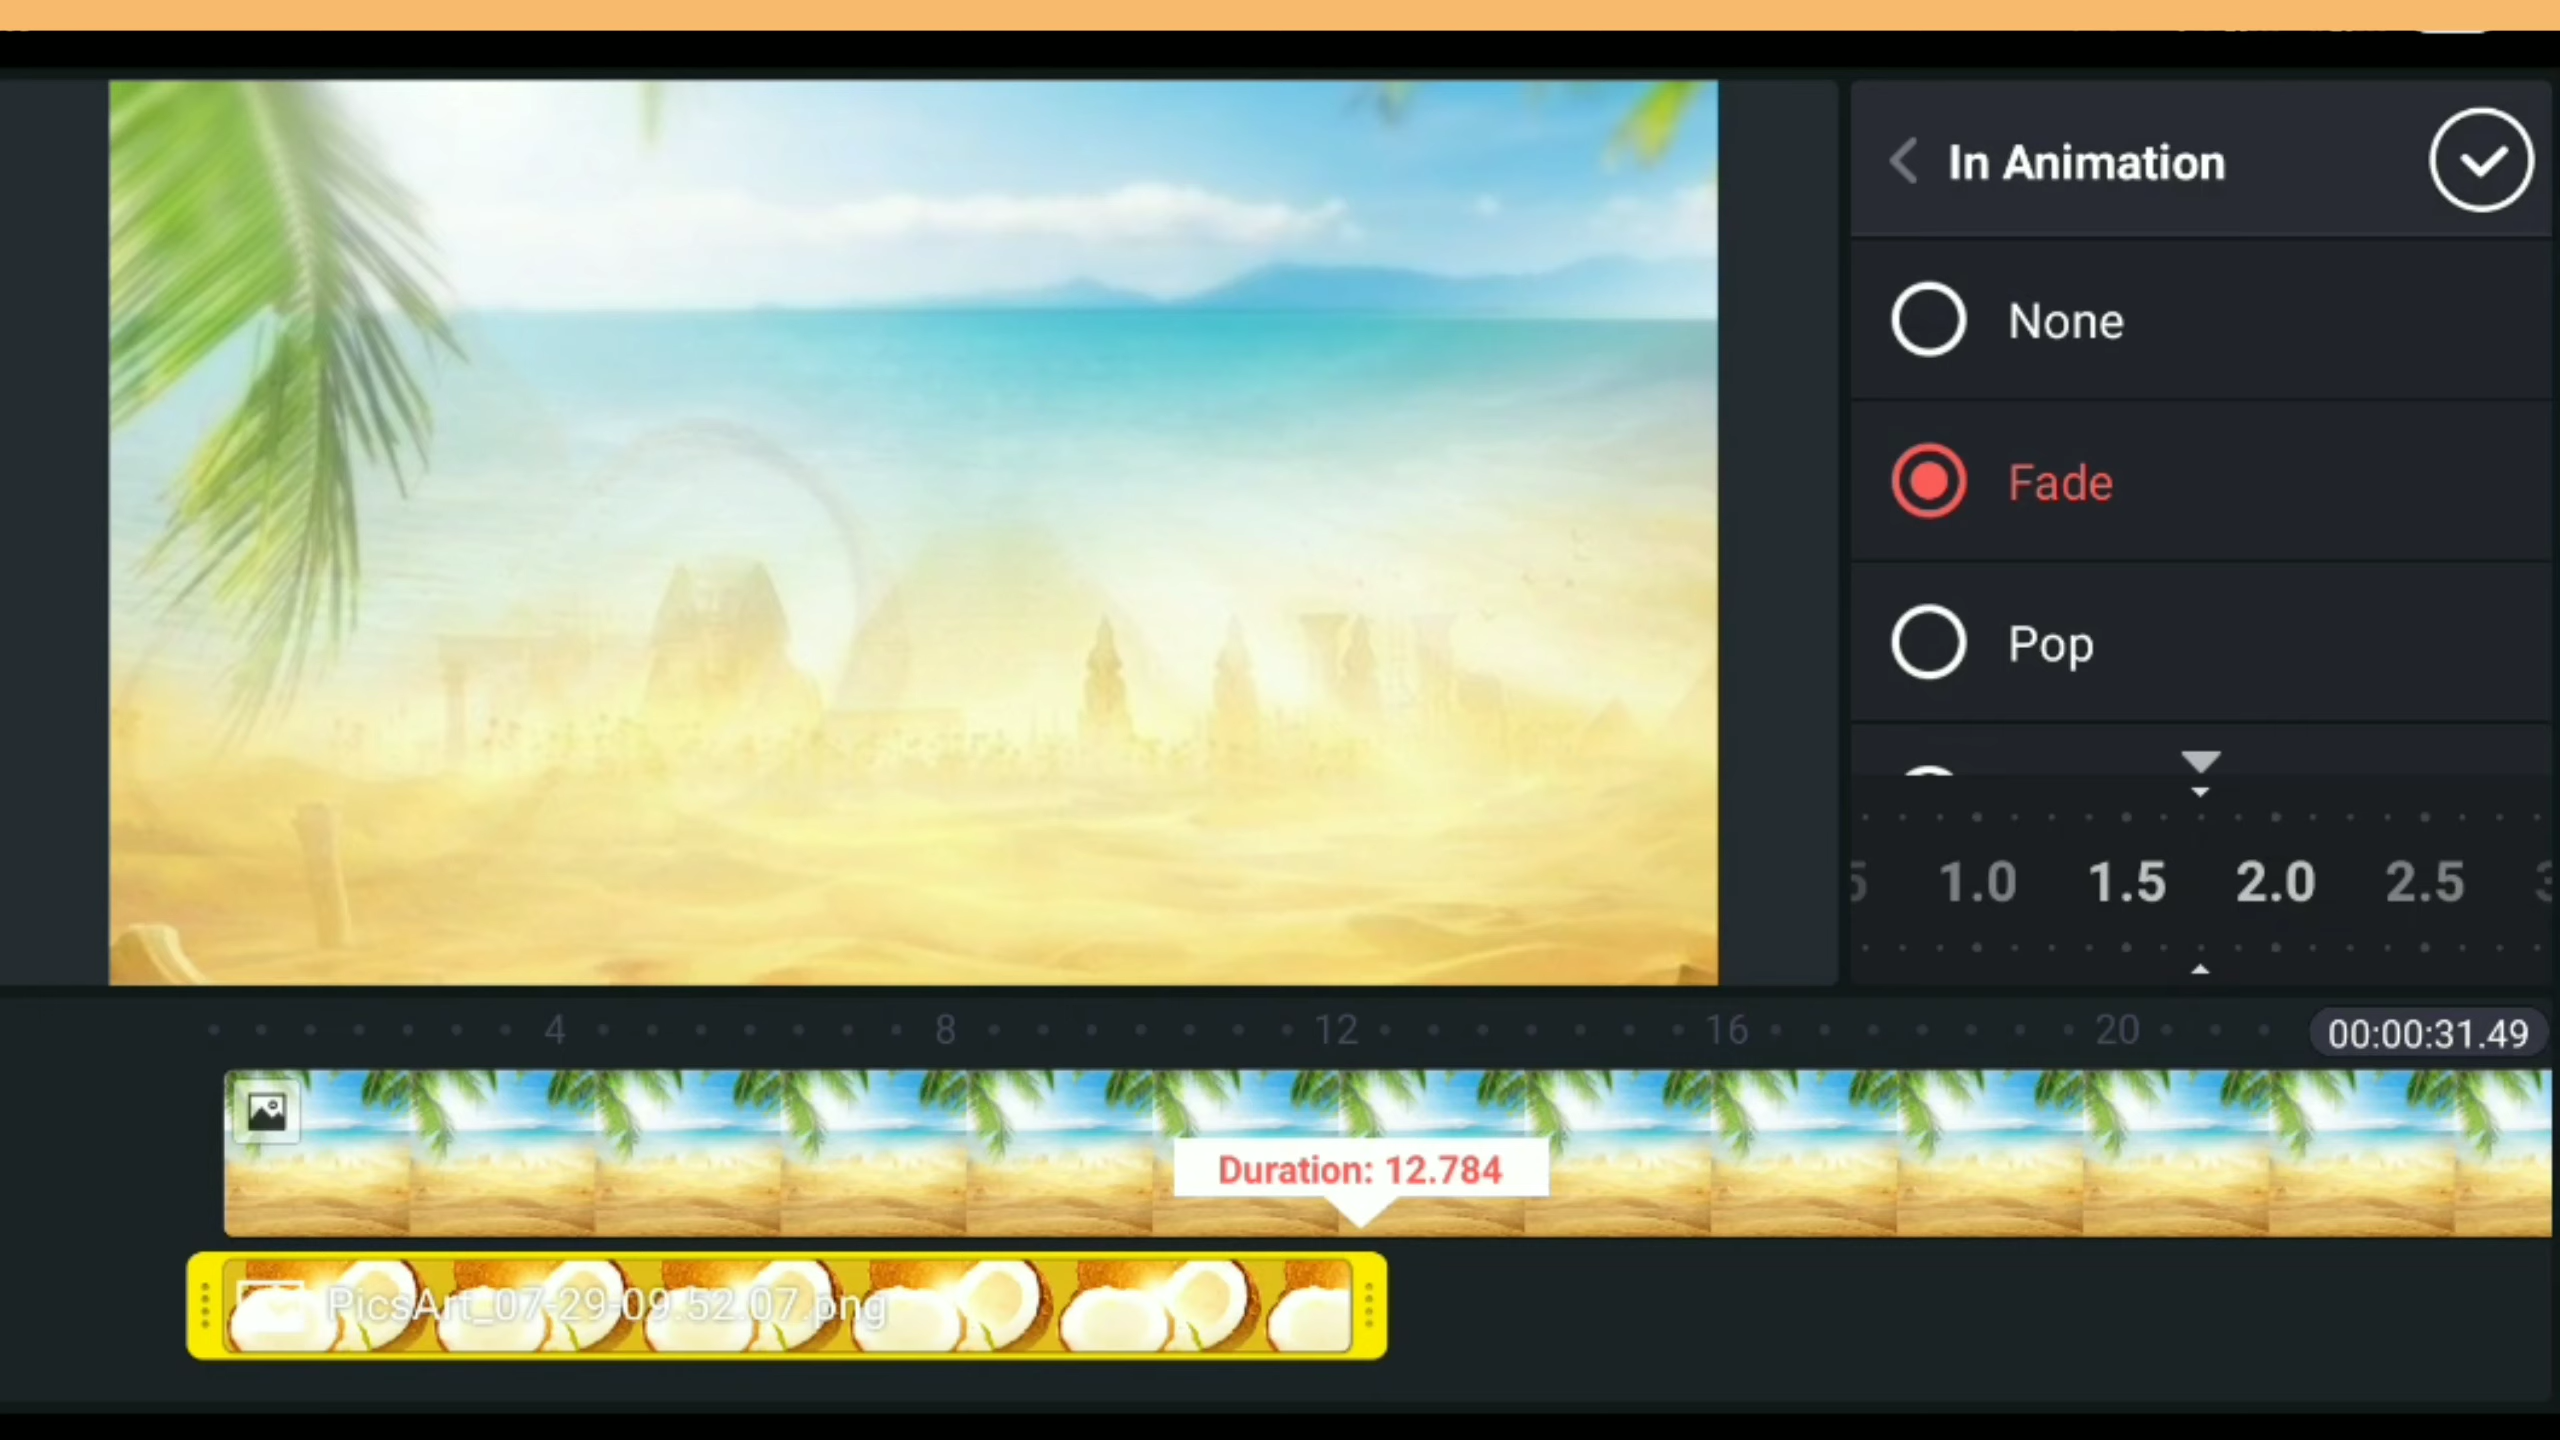 In Animation
None
Fade
Pop
1.0 1.5 2.0 2.5
4 8 12 16 20 00:00:31.49
Duration: 12.784
PicsArt_07-29-09.52.07.png